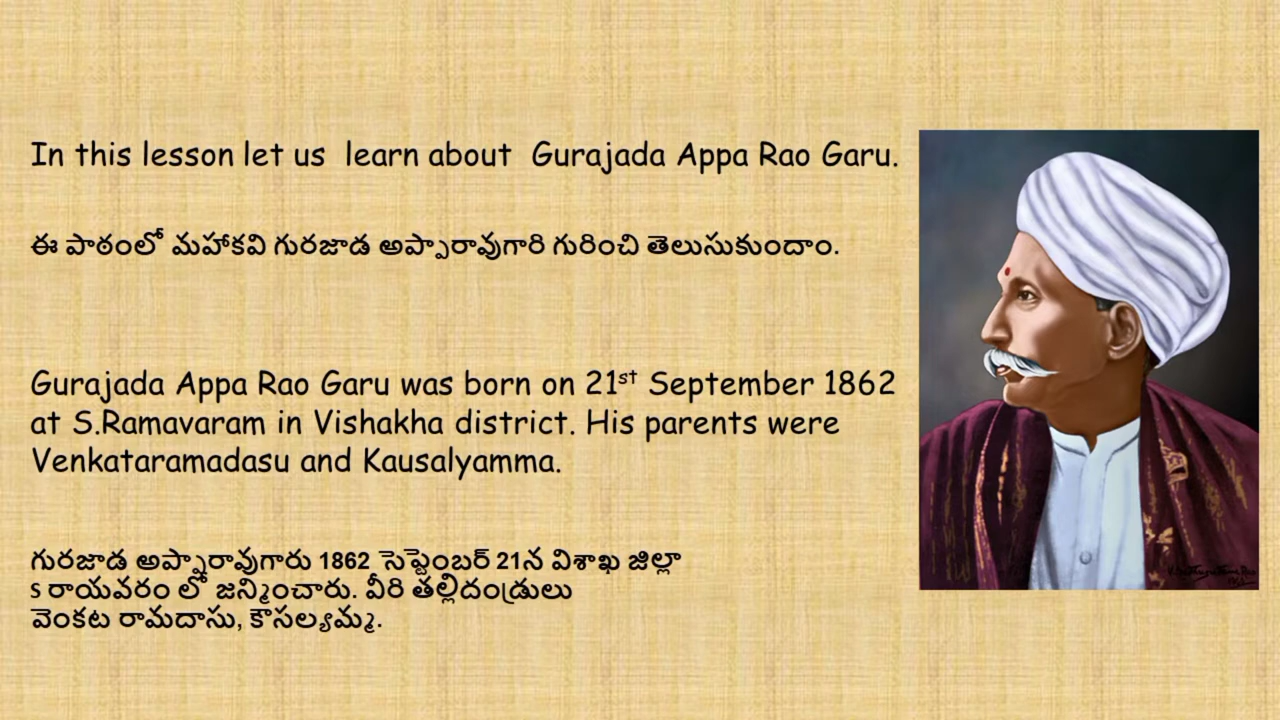 In this lesson let us learn about Gurajada Appa Rao Garu.
ఈ పాఠంలో మహాకవి గురజాడ అప్పారావుగారి గురించి తెలుసుకుందాం.
Gurajada Appa Rao Garu was born on 21st September 1862
at S.Ramavaram in Vishakha district. His parents were
Venkataramadasu and Kausalyamma.
గురజాడ అప్పారావుగారు 1862 సెప్టెంబర్ 21న విశాఖ జిల్లా
s రాయవరం లో జన్మించారు. వీరి తల్లిదండ్రులు
వెంకట రామదాసు, కౌసల్యమ్మ.